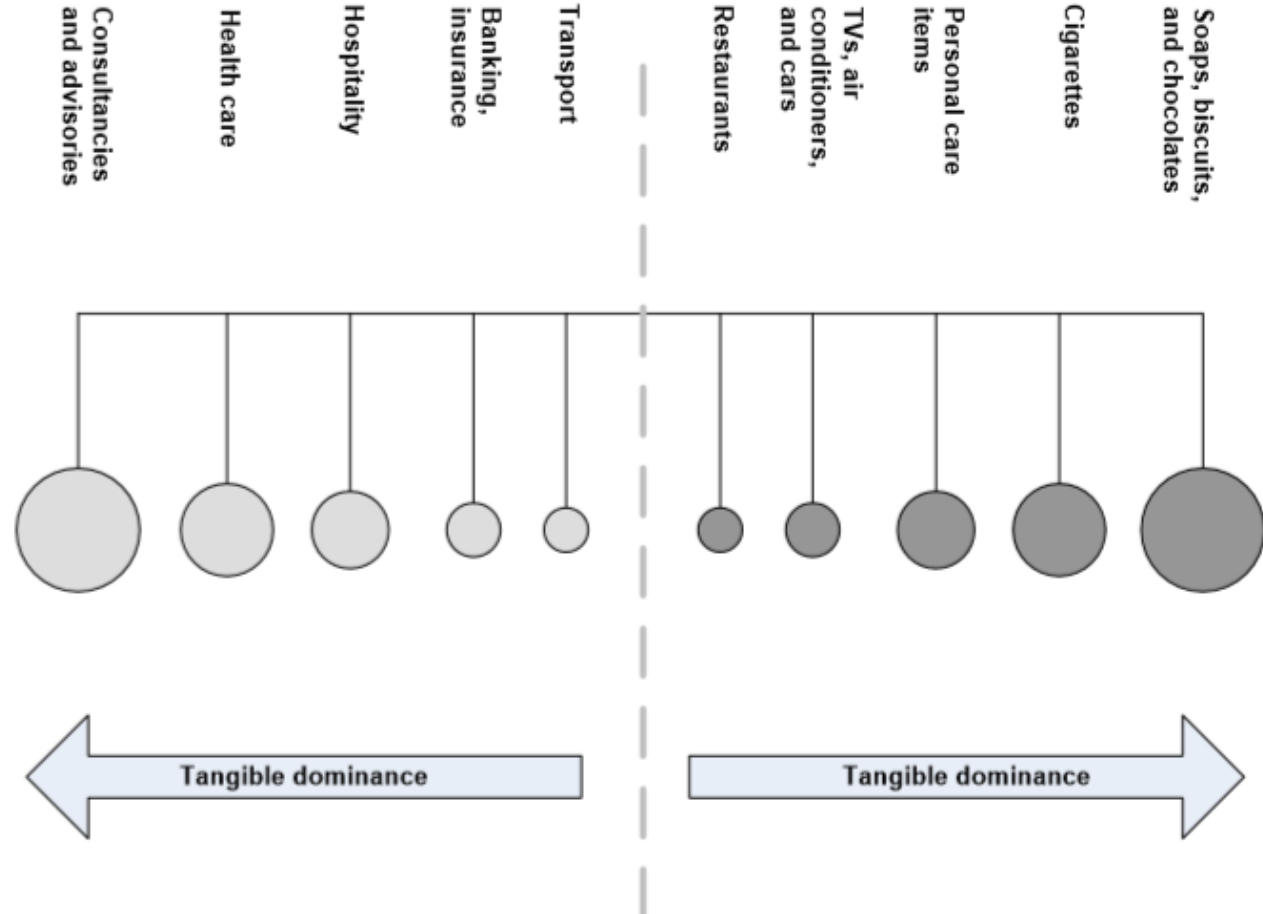 Consultancies
and advisories
Health care
Hospitality
Banking,
insurance
Transport
Restaurants
TVs, air
conditioners,
and cars
Personal care
items
Cigarettes
Soaps, biscuits,
and chocolates
Tangible dominance
Tangible dominance